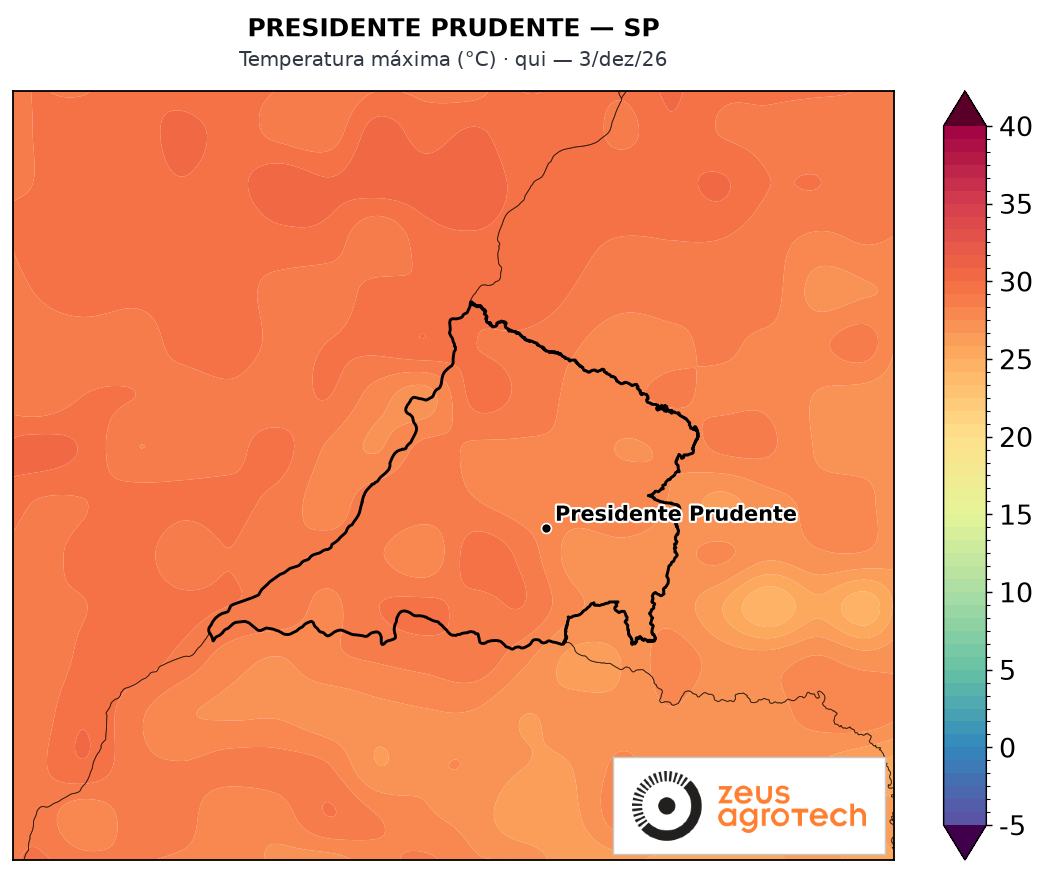 PRESIDENTE PRUDENTE — SP
Temperatura máxima (°C) · qui — 3/dez/26
40
35
30
25
20
15
10
5
0
-5
Presidente Prudente
zeus
agrotech